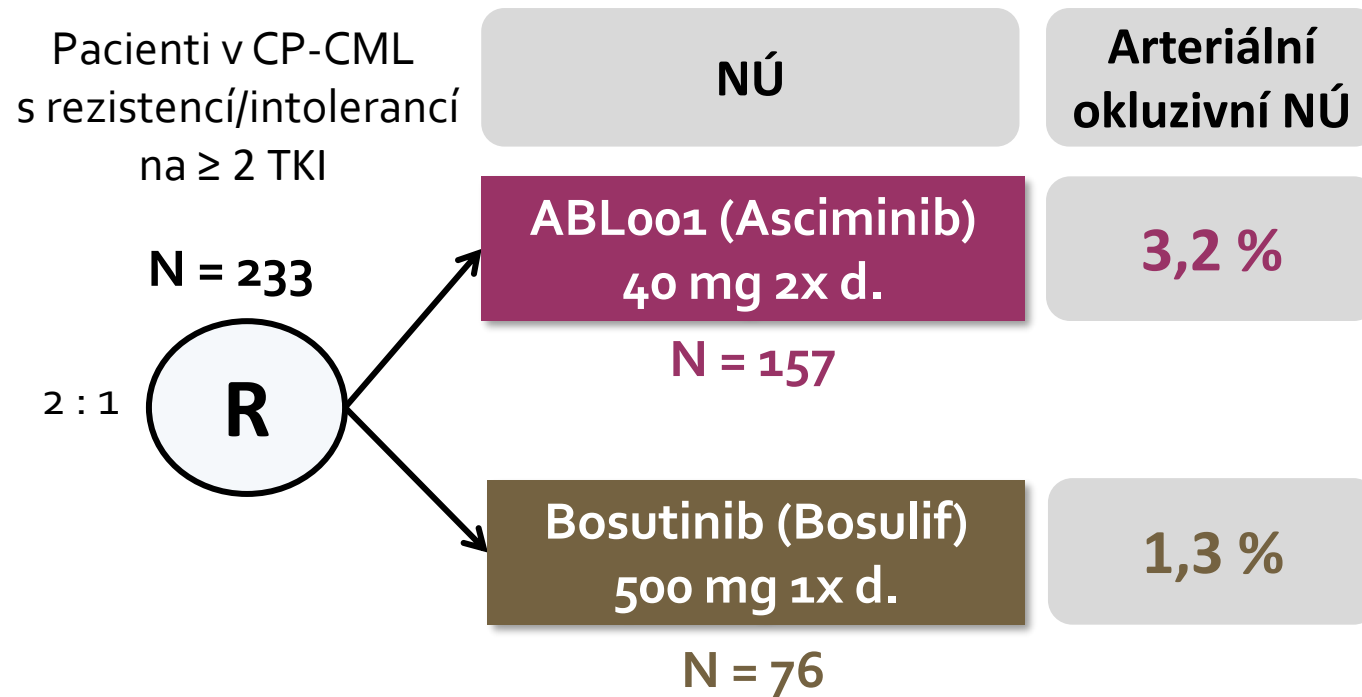 Pacienti v CP-CML
s rezistencí/intolerancí
na ≥ 2 TKI
N = 233
2 : 1
R
NÚ
Arteriální
okluzivní NÚ
ABL001 (Asciminib)
40 mg 2x d.
N = 157
3,2 %
Bosutinib (Bosulif)
500 mg 1x d.
N = 76
1,3 %